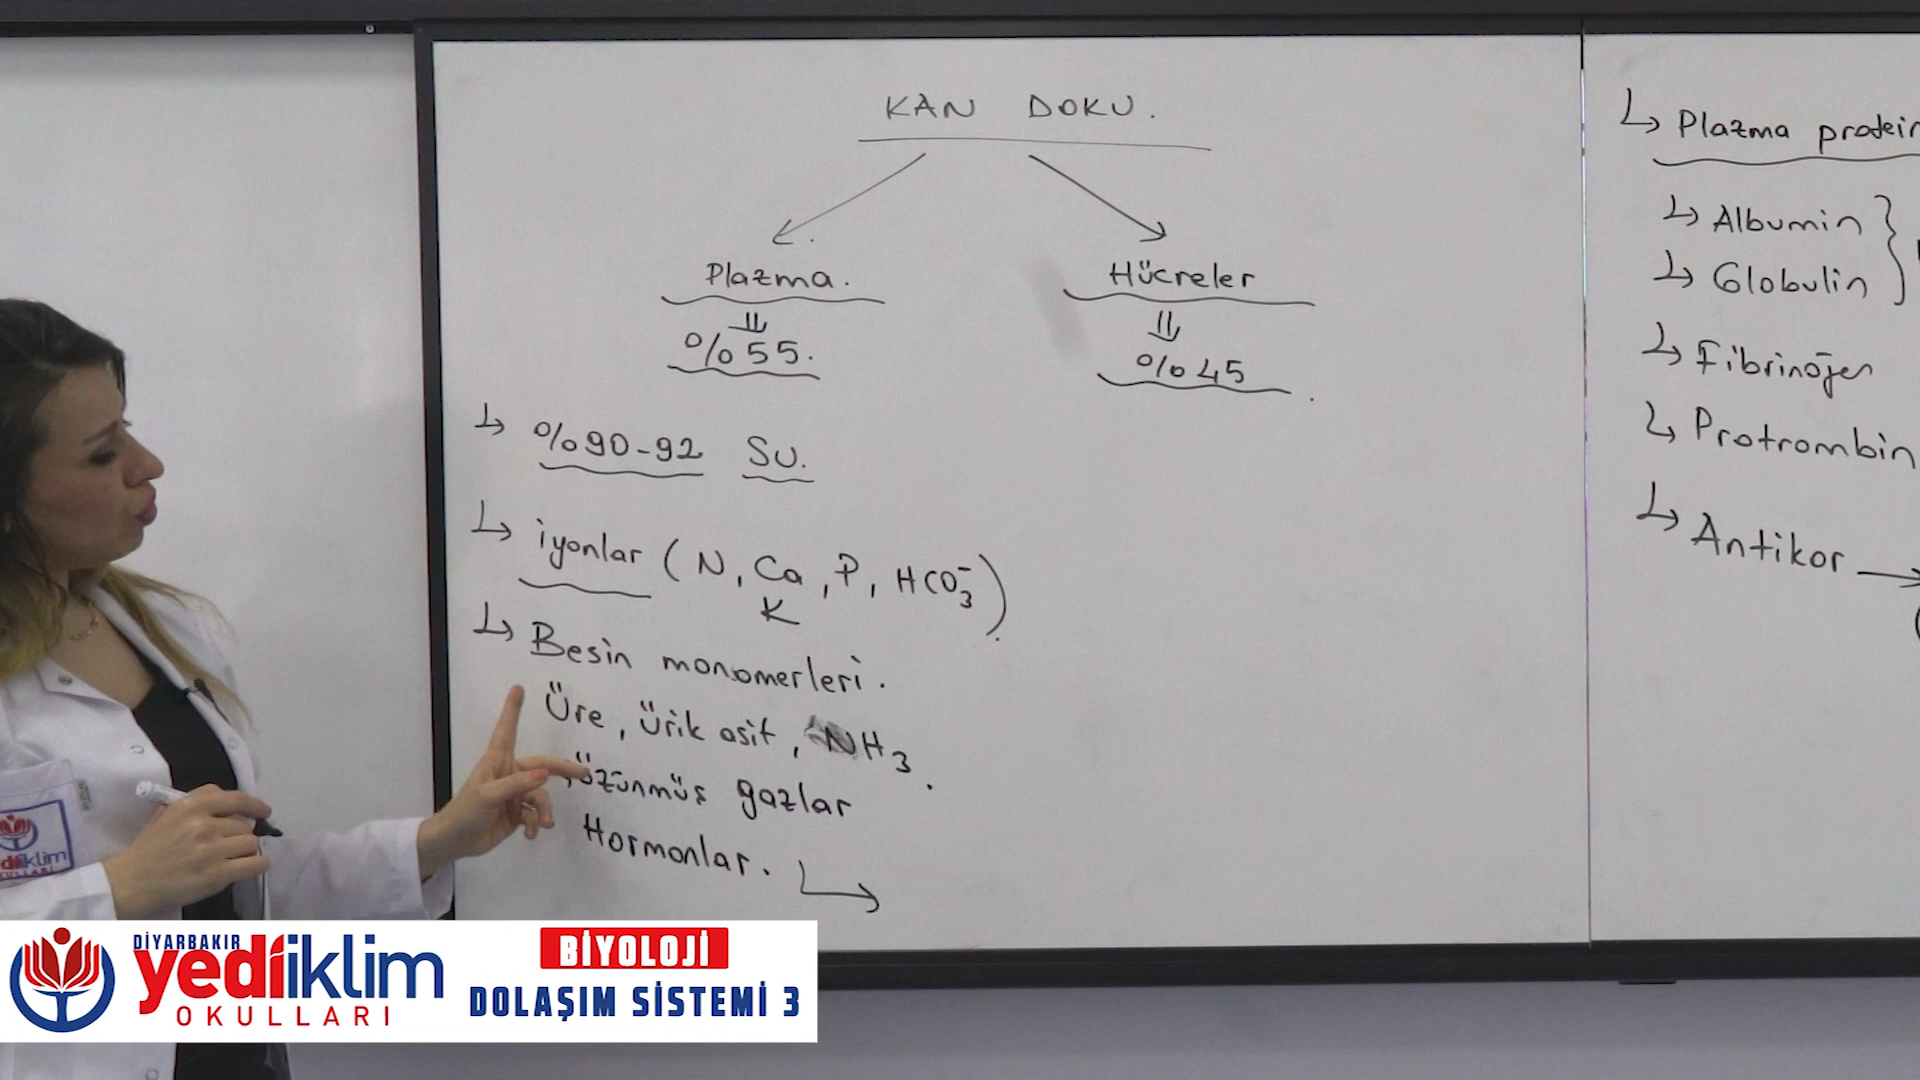 KAN DOKU.
Plazma.
Hücreler
%55.
%45
↳ %90-92 SU.
↳ iyonlar (N, Ca, P, HCO₃⁻)
K
↳ Besin monomerleri.
Üre, Ürik asit, NH₃.
özünmüş gazlar
Hormonlar.
↳ Plazma protein
↳ Albumin
↳ Globulin
↳ Fibrinojen
↳ Protrombin
↳ Antikor →
DİYARBAKIR
yediiklim
OKULLARI
BİYOLOJİ
DOLAŞIM SİSTEMİ 3